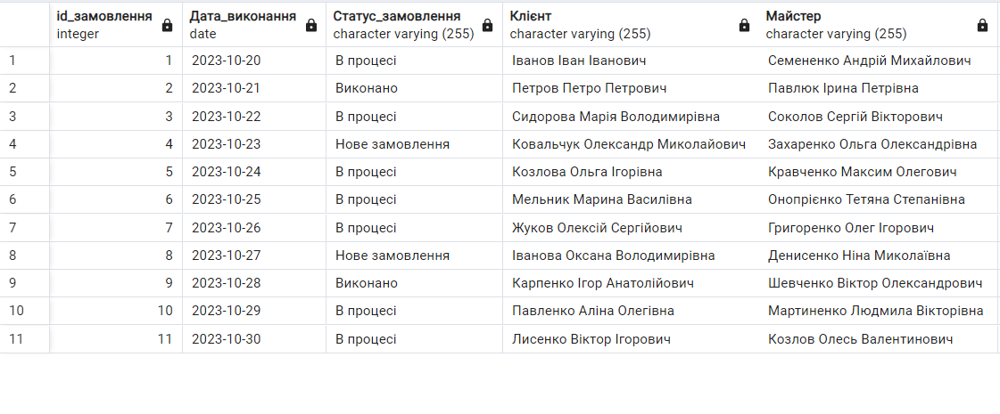 id_замовлення Дата_виконання Статус_замовлення Клієнт Майстер
integer date character varying (255) character varying (255) character varying (255)
1 1 2023-10-20 В процесі Іванов Іван Іванович Семененко Андрій Михайлович
2 2 2023-10-21 Виконано Петров Петро Петрович Павлюк Ірина Петрівна
3 3 2023-10-22 В процесі Сидорова Марія Володимирівна Соколов Сергій Вікторович
4 4 2023-10-23 Нове замовлення Ковальчук Олександр Миколайович Захаренко Ольга Олександрівна
5 5 2023-10-24 В процесі Козлова Ольга Ігорівна Кравченко Максим Олегович
6 6 2023-10-25 В процесі Мельник Марина Василівна Онопрієнко Тетяна Степанівна
7 7 2023-10-26 В процесі Жуков Олексій Сергійович Григоренко Олег Ігорович
8 8 2023-10-27 Нове замовлення Іванова Оксана Володимирівна Денисенко Ніна Миколаївна
9 9 2023-10-28 Виконано Карпенко Ігор Анатолійович Шевченко Віктор Олександрович
10 10 2023-10-29 В процесі Павленко Аліна Олегівна Мартиненко Людмила Вікторівна
11 11 2023-10-30 В процесі Лисенко Віктор Ігорович Козлов Олесь Валентинович